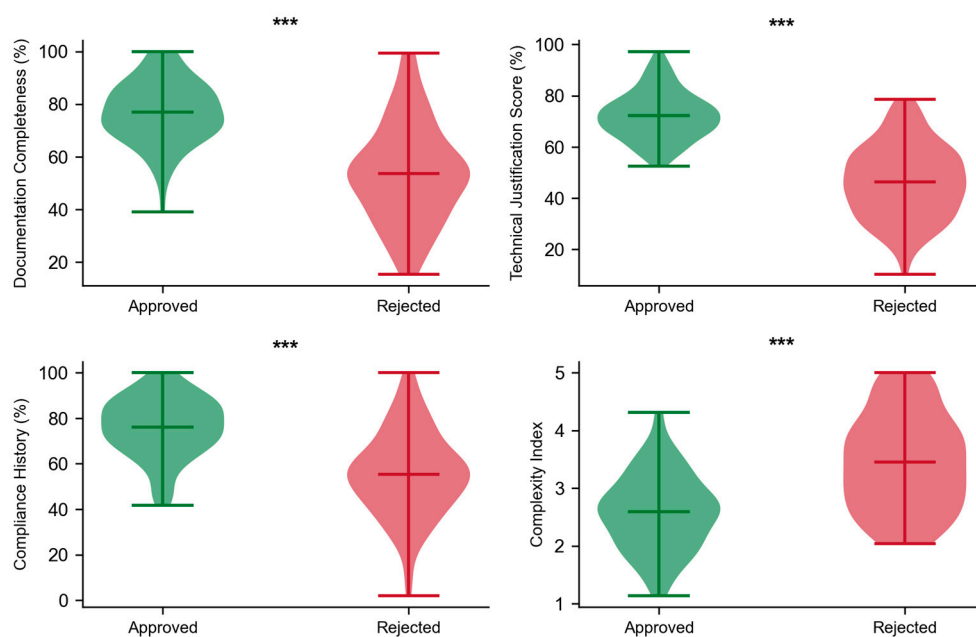 ***
Documentation Completeness (%)
100
80
60
40
20
Approved
Rejected
***
Technical Justification Score (%)
100
80
60
40
20
Approved
Rejected
***
Compliance History (%)
100
80
60
40
20
0
Approved
Rejected
***
Complexity Index
5
4
3
2
1
Approved
Rejected